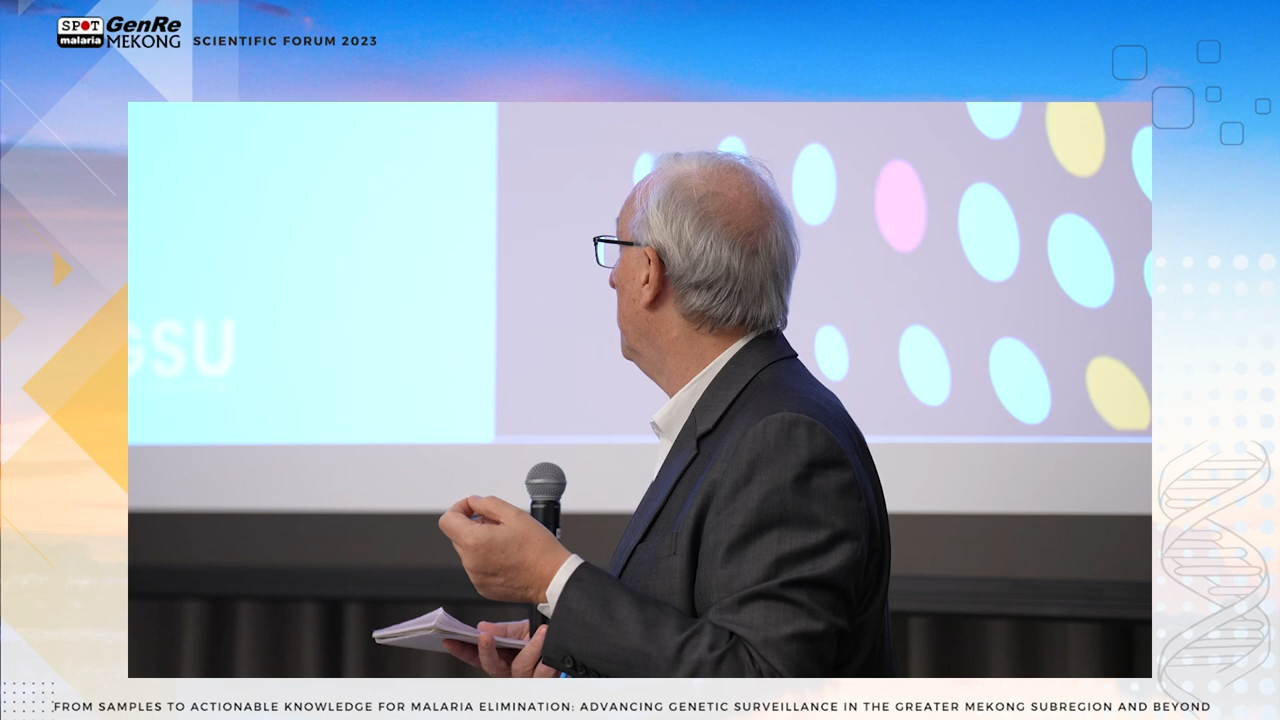 SPOT malaria GenRe MEKONG SCIENTIFIC FORUM 2023
GSU
FROM SAMPLES TO ACTIONABLE KNOWLEDGE FOR MALARIA ELIMINATION: ADVANCING GENETIC SURVEILLANCE IN THE GREATER MEKONG SUBREGION AND BEYOND